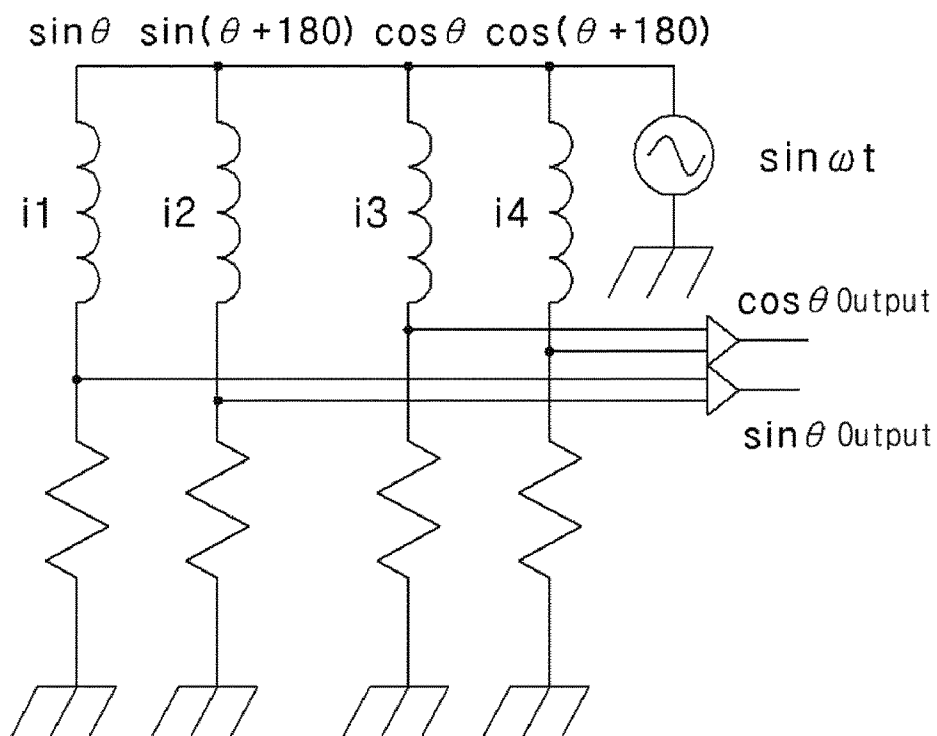 sinθ sin(θ+180) cosθ cos(θ+180)
sinωt
i1 i2 i3 i4
cosθ Output
sinθ Output